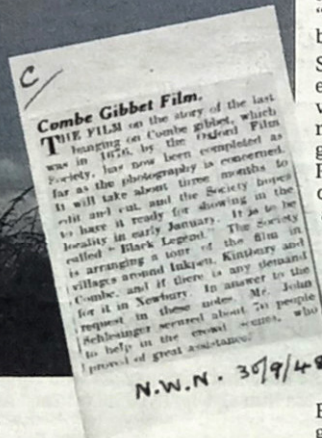 C
Combe Gibbet Film.
THE FILM on the story of the last
hanging on Combe gibbet, which
was in 1676, by the Oxford Film
Society, has now been completed as
far as the photography is concerned.
It will take about three months to
edit and cut, and the Society hopes
to have it ready for showing in the
locality in early January. It is to be
called "Black Legend." The Society
is arranging a tour of the film in
villages around Inkpen, Kintbury and
Combe, and if there is any demand
for it in Newbury. In answer to the
request in these notes, Mr. John
Schlesinger secured about 70 people
to help in the crowd scenes, who
proved of great assistance.
N.W.N. 30/9/48